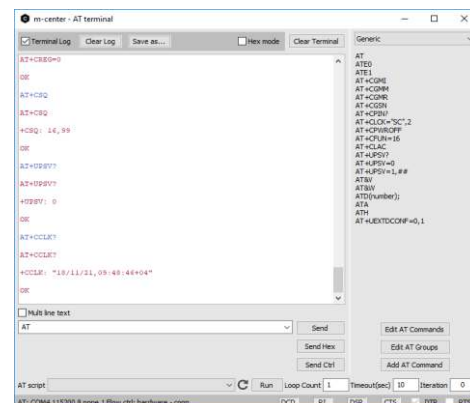 m-center - AT terminal
Terminal Log
Clear Log
Save as...
Hex mode
Clear Terminal
Generic
AT+CREG=0
OK
AT+CSQ
AT+CSQ
+CSQ: 16,99
OK
AT+UPSV?
AT+UPSV?
+UPSV: 0
OK
AT+CCLK?
AT+CCLK?
+CCLK: "18/11/21,09:48:46+04"
OK
AT
ATE0
ATE1
AT+CGMI
AT+CGMM
AT+CGMR
AT+CGSN
AT+CPIN?
AT+CLCK="SC",2
AT+CPWROFF
AT+CFUN=16
AT+CLAC
AT+UPSV?
AT+UPSV=0
AT+UPSV=1,##
AT&V
AT&W
ATD(number);
ATA
ATH
AT+UEXTDCONF=0,1
Multi line text
AT
Send
Send Hex
Send Ctrl
Edit AT Commands
Edit AT Groups
Add AT Command
AT script
Run
Loop Count 1
Timeout(sec) 10
Iteration 0